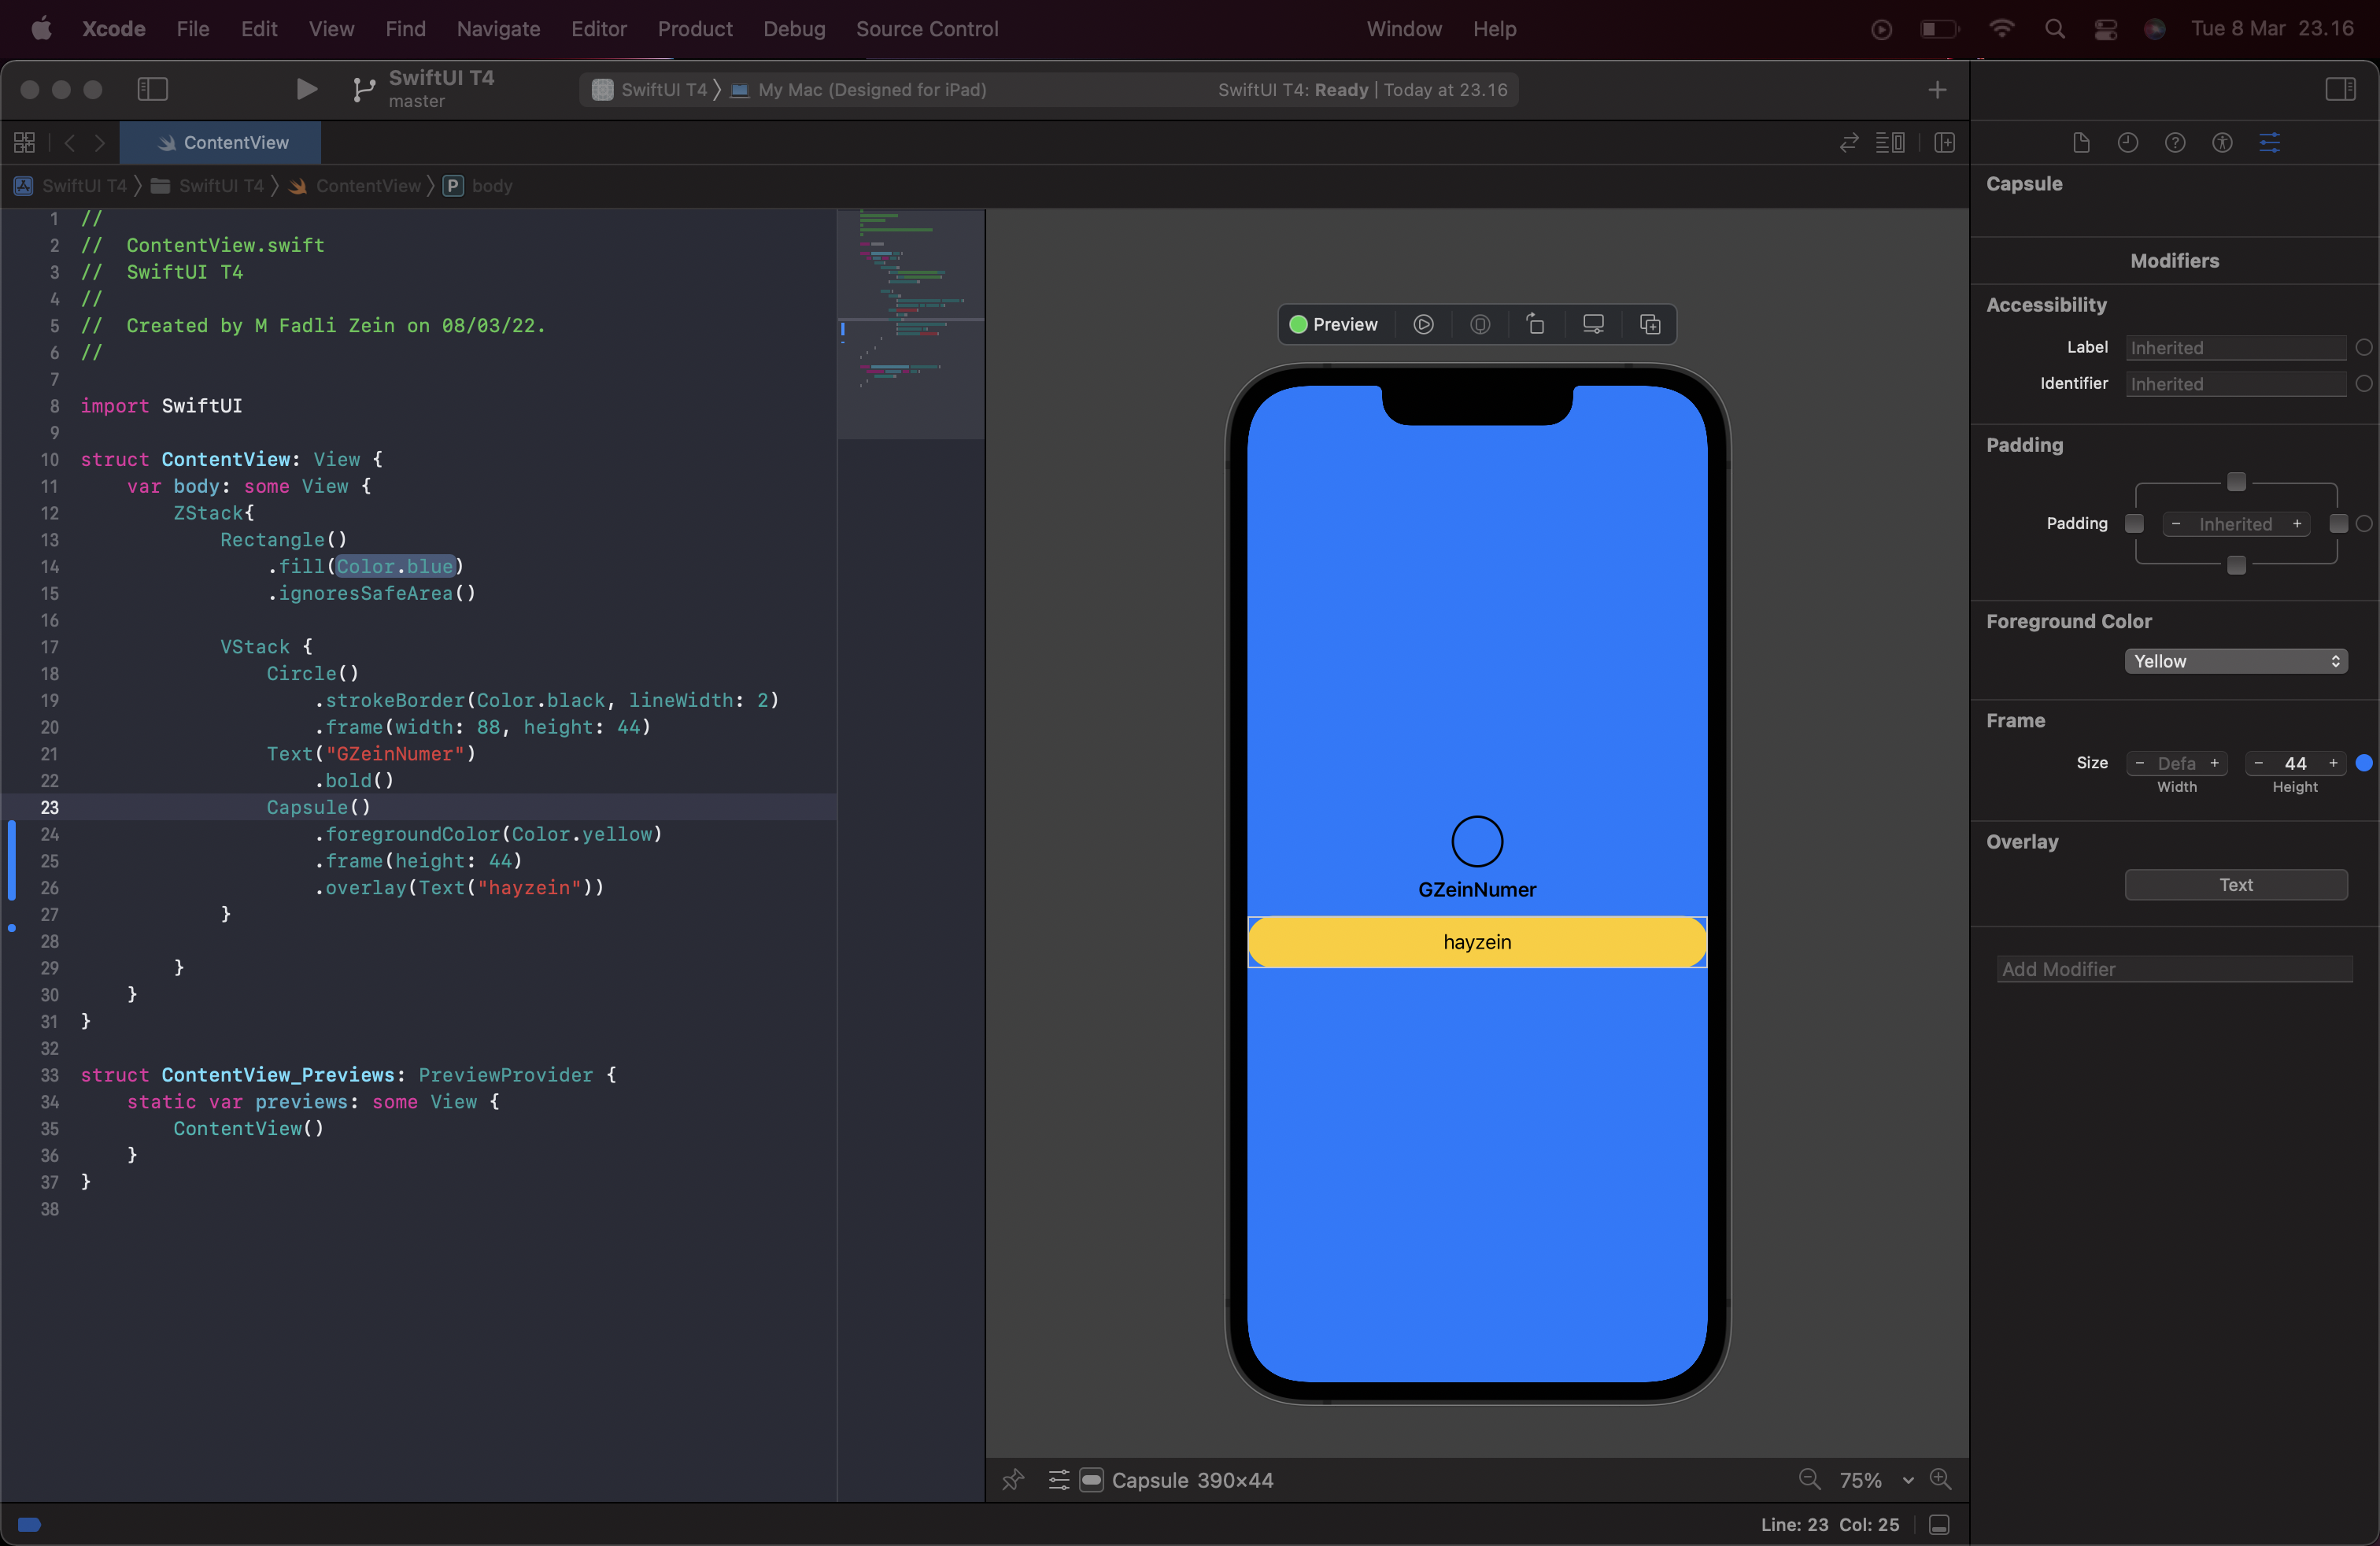 Xcode File Edit View Find Navigate Editor Product Debug Source Control Window Help Tue 8 Mar 23.16
SwiftUI T4
master
SwiftUI T4 My Mac (Designed for iPad) SwiftUI T4: Ready | Today at 23.16
ContentView
SwiftUI T4 SwiftUI T4 ContentView P body
1 //
2 // ContentView.swift
3 // SwiftUI T4
4 //
5 // Created by M Fadli Zein on 08/03/22.
6 //
7
8 import SwiftUI
9
10 struct ContentView: View {
11 var body: some View {
12 ZStack{
13 Rectangle()
14 .fill(Color.blue)
15 .ignoresSafeArea()
16
17 VStack {
18 Circle()
19 .strokeBorder(Color.black, lineWidth: 2)
20 .frame(width: 88, height: 44)
21 Text("GZeinNumer")
22 .bold()
23 Capsule()
24 .foregroundColor(Color.yellow)
25 .frame(height: 44)
26 .overlay(Text("hayzein"))
27 }
28
29 }
30 }
31 }
32
33 struct ContentView_Previews: PreviewProvider {
34 static var previews: some View {
35 ContentView()
36 }
37 }
38
Preview
GZeinNumer
hayzein
Capsule 390×44
75%
Capsule
Modifiers
Accessibility
Label Inherited
Identifier Inherited
Padding
Padding − Inherited +
Foreground Color
Yellow
Frame
Size − Defa + − 44 +
Width Height
Overlay
Text
Add Modifier
Line: 23 Col: 25